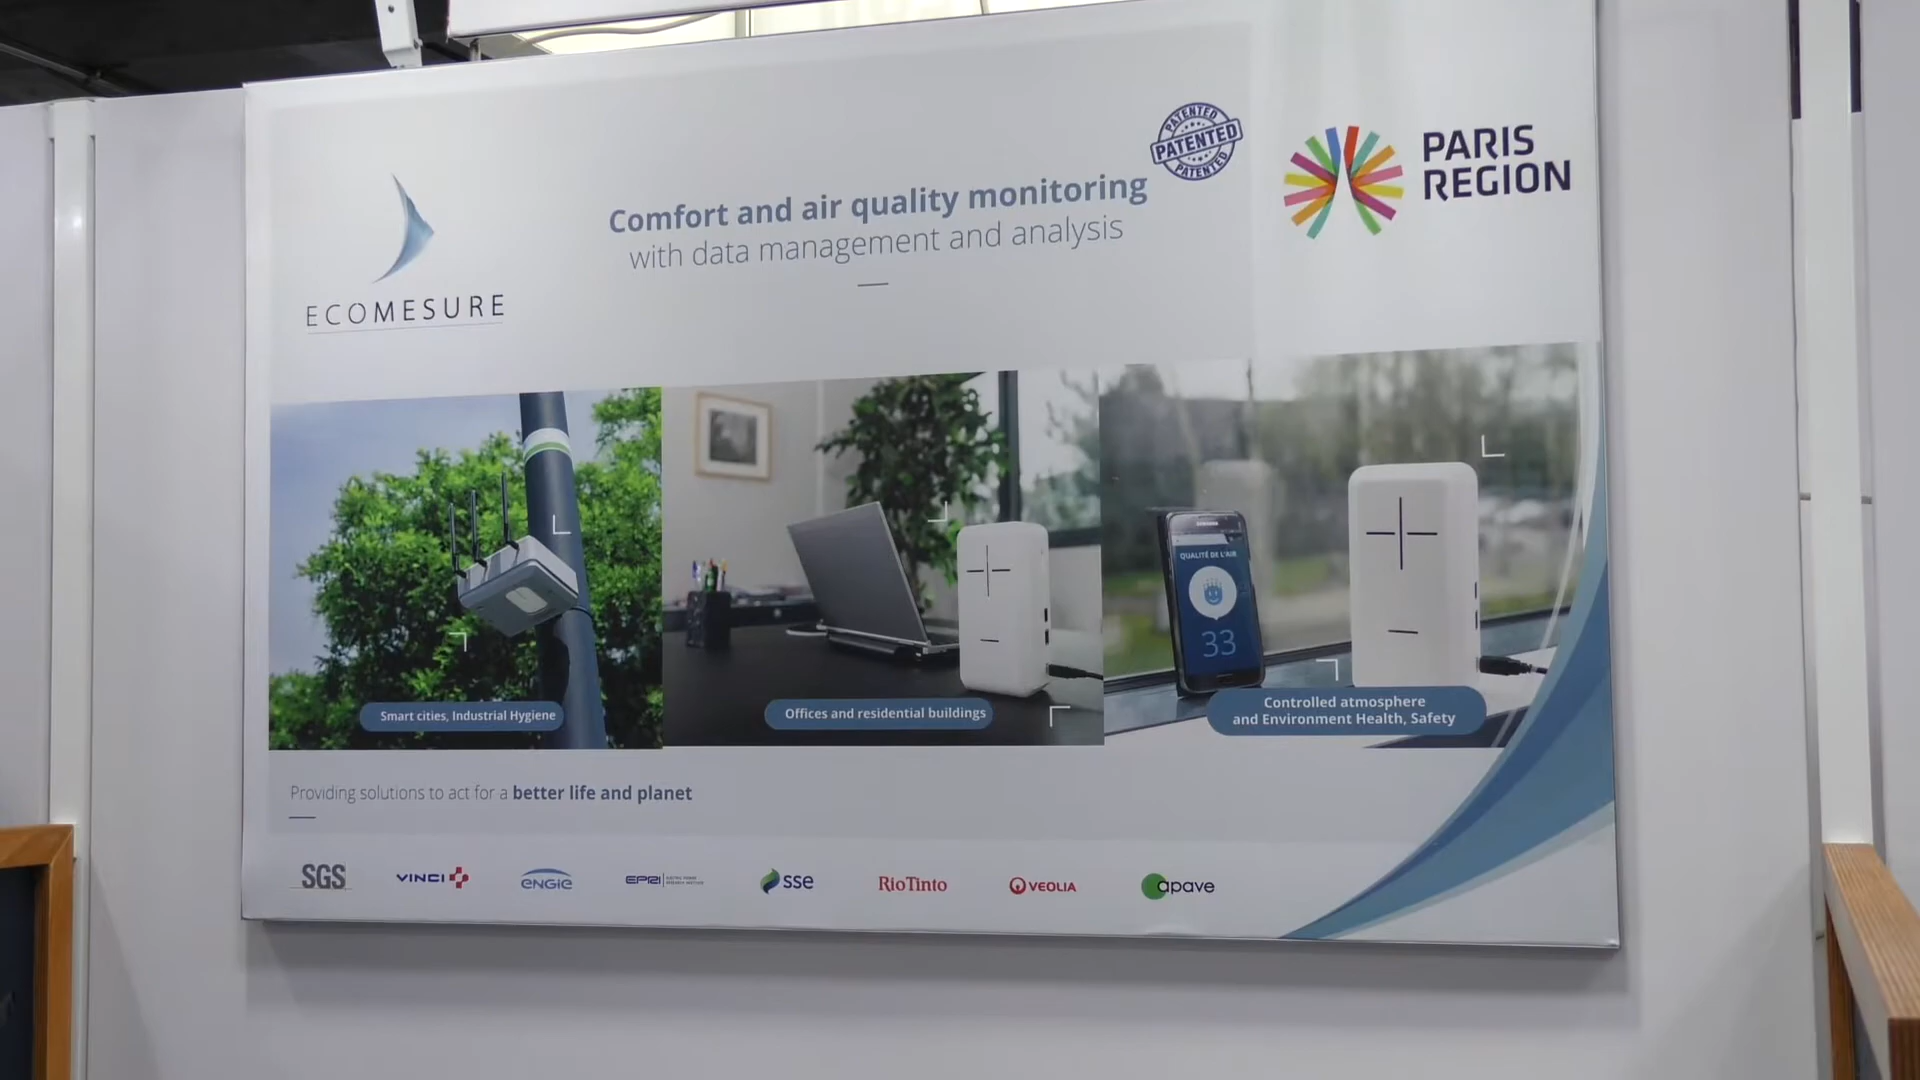 PATENTED
PATENTED
PATENTED
PARIS
REGION
Comfort and air quality monitoring
with data management and analysis
ECOMESURE
SAMSUNG
QUALITÉ DE L'AIR
33
Smart cities, Industrial Hygiene
Offices and residential buildings
Controlled atmosphere
and Environment Health, Safety
Providing solutions to act for a better life and planet
SGS
VINCI
ENGIE
EPRI
sse
RioTinto
VEOLIA
apave